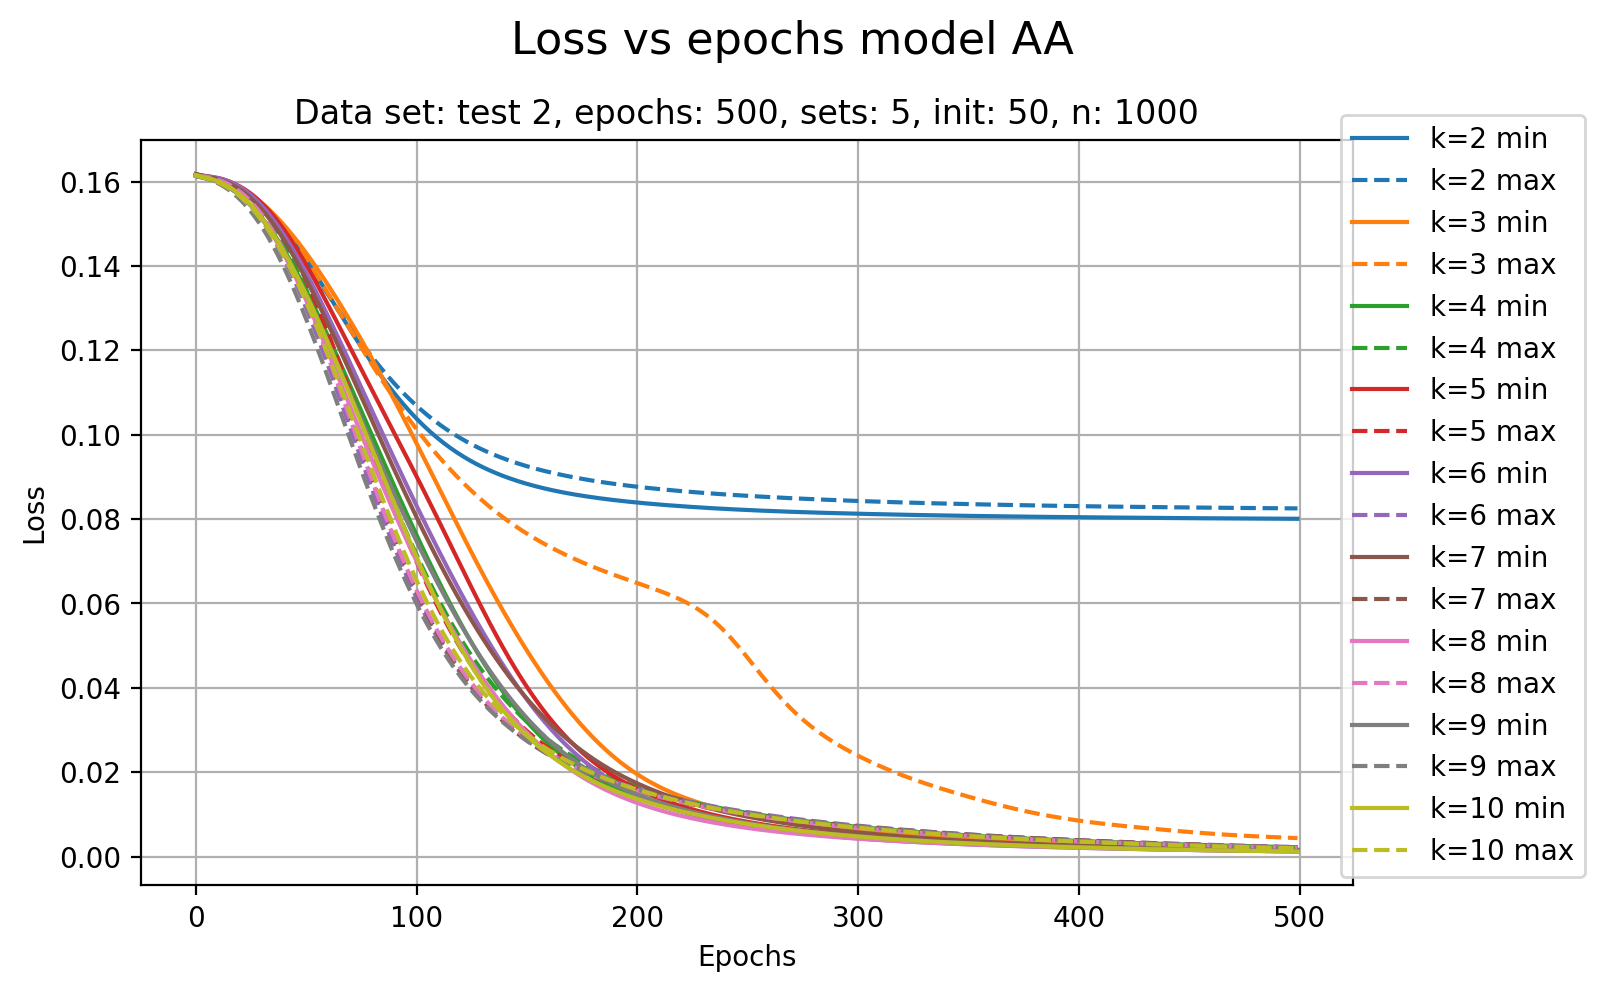 Loss vs epochs model AA
Data set: test 2, epochs: 500, sets: 5, init: 50, n: 1000
0.16
0.14
0.12
0.10
0.08
0.06
0.04
0.02
0.00
Loss
0 100 200 300 400 500
Epochs
k=2 min
k=2 max
k=3 min
k=3 max
k=4 min
k=4 max
k=5 min
k=5 max
k=6 min
k=6 max
k=7 min
k=7 max
k=8 min
k=8 max
k=9 min
k=9 max
k=10 min
k=10 max